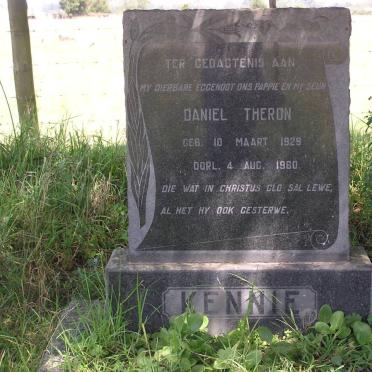 TER GEDAGTENIS AAN
MY DIERBARE EGGENOOT ONS PAPPIE EN MY SEUN
DANIEL THERON
GEB. 10 MAART 1929
OORL. 4 AUG. 1960
DIE WAT IN CHRISTUS GLO SAL LEWE,
AL HET HY OOK GESTERWE.
KENNIE